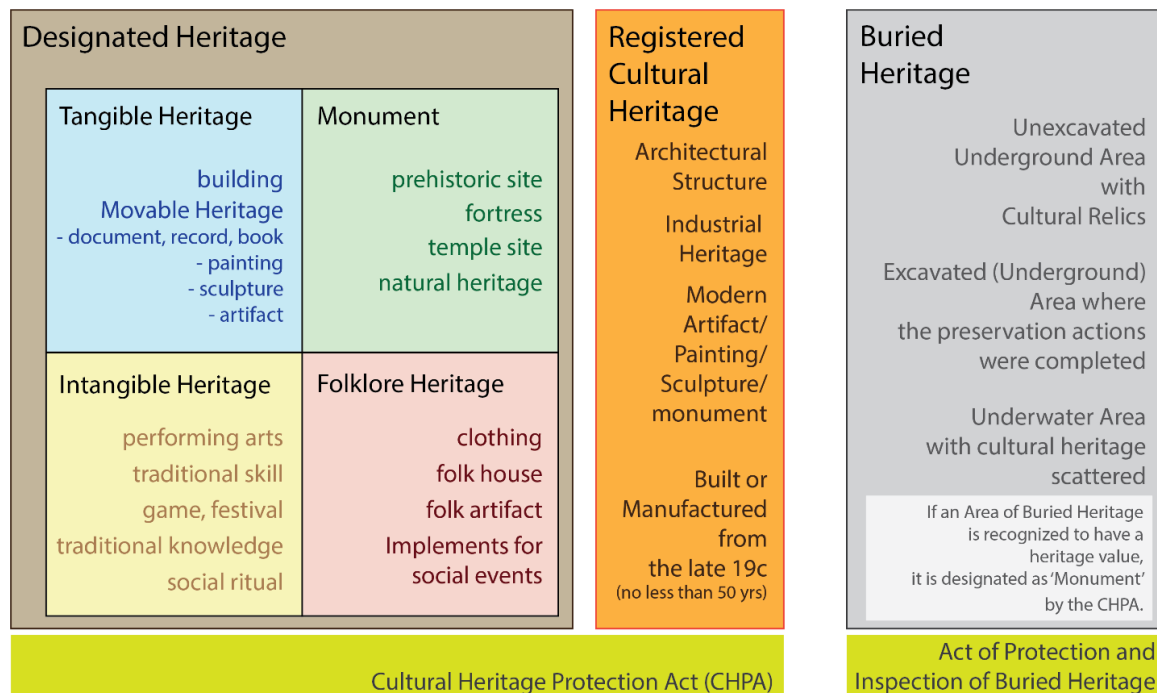 Designated Heritage
Tangible Heritage
building
Movable Heritage
- document, record, book
- painting
- sculpture
- artifact
Monument
prehistoric site
fortress
temple site
natural heritage
Intangible Heritage
performing arts
traditional skill
game, festival
traditional knowledge
social ritual
Folklore Heritage
clothing
folk house
folk artifact
Implements for
social events
Registered
Cultural
Heritage
Architectural
Structure
Industrial
Heritage
Modern
Artifact/
Painting/
Sculpture/
monument
Built or
Manufactured
from
the late 19c
(no less than 50 yrs)
Cultural Heritage Protection Act (CHPA)
Buried
Heritage
Unexcavated
Underground Area
with
Cultural Relics
Excavated (Underground)
Area where
the preservation actions
were completed
Underwater Area
with cultural heritage
scattered
If an Area of Buried Heritage
is recognized to have a
heritage value,
it is designated as ‘Monument’
by the CHPA.
Act of Protection and
Inspection of Buried Heritage